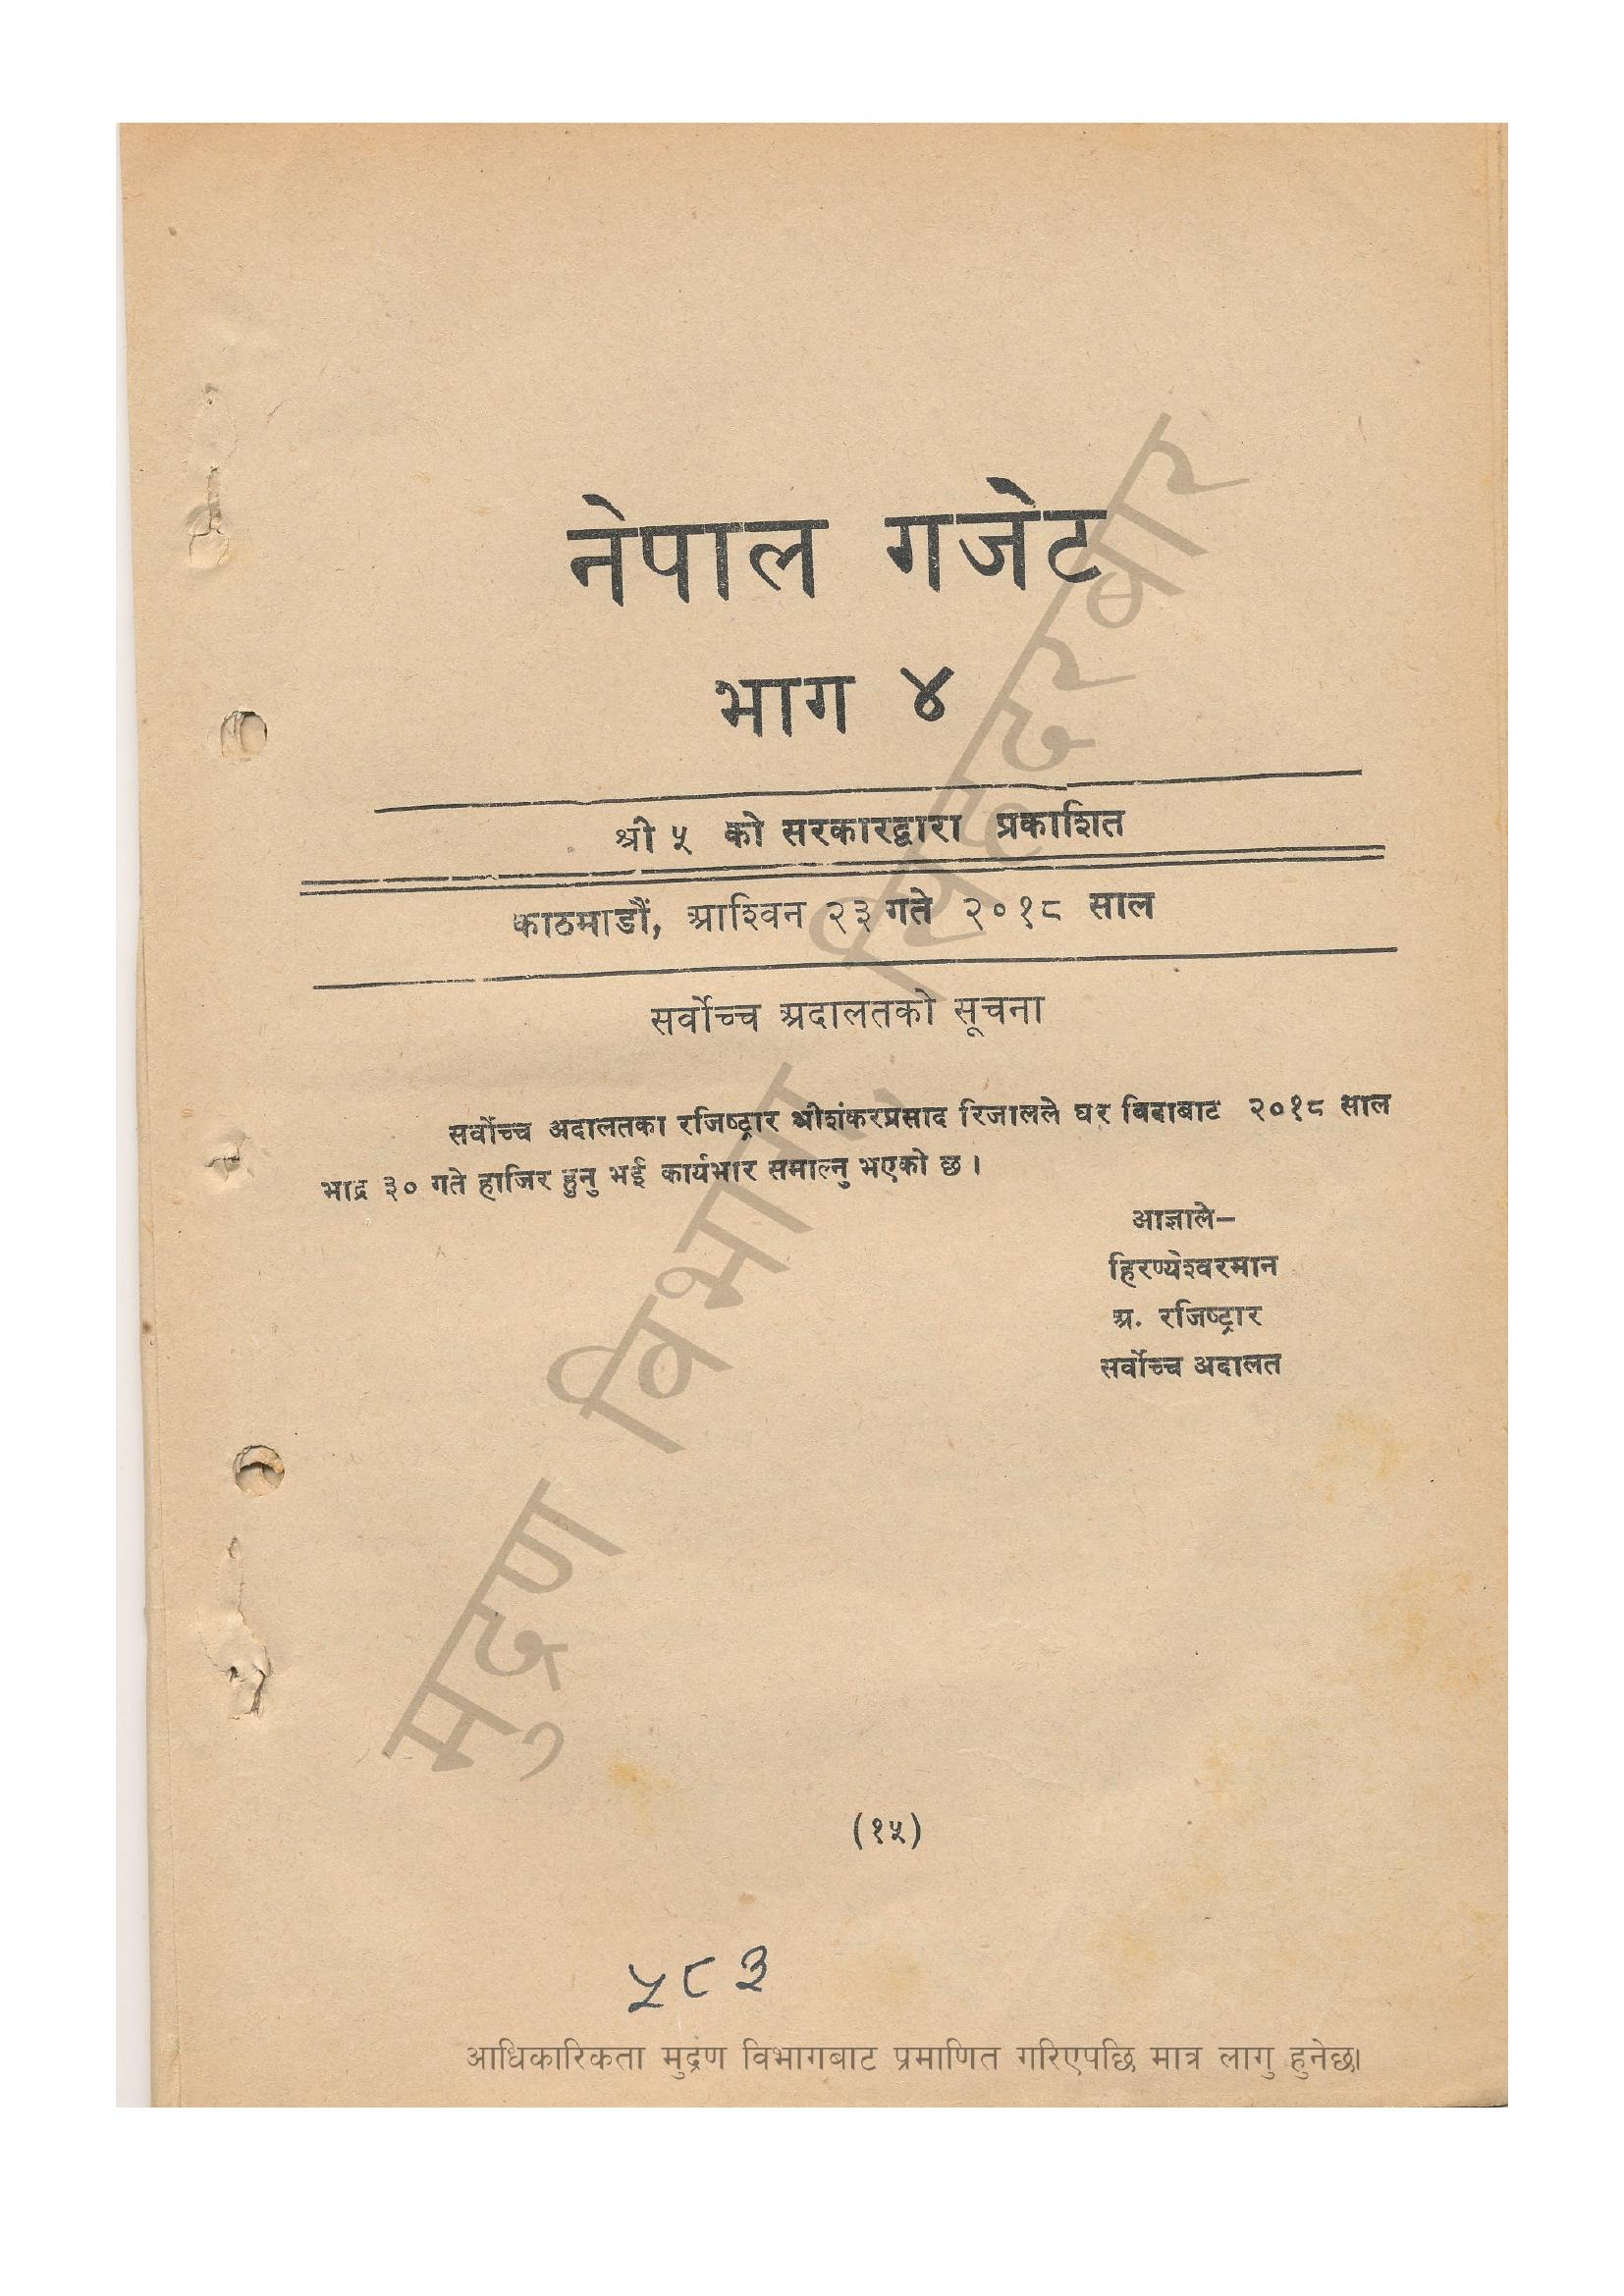 नेपाल गजेट
भाग ४
श्री ५ को सरकारद्वारा प्रकाशित
काठमाडौं, आश्विन २३ गते २०१८ साल
सर्वोच्च अदालतको सूचना
सर्वोच्च अदालतका रजिष्ट्रार श्रीशंकरप्रसाद रिजालले घर बिदाबाट २०१८ साल
भाद्र ३० गते हाजिर हुनु भई कार्यभार समाल्नु भएको छ ।
आज्ञाले—
हिरण्येश्वरमान
अ. रजिष्ट्रार
सर्वोच्च अदालत
मुद्रण विभाग, सिंहदरबार
(१५)
५८३
आधिकारिकता मुद्रण विभागबाट प्रमाणित गरिएपछि मात्र लागु हुनेछ।